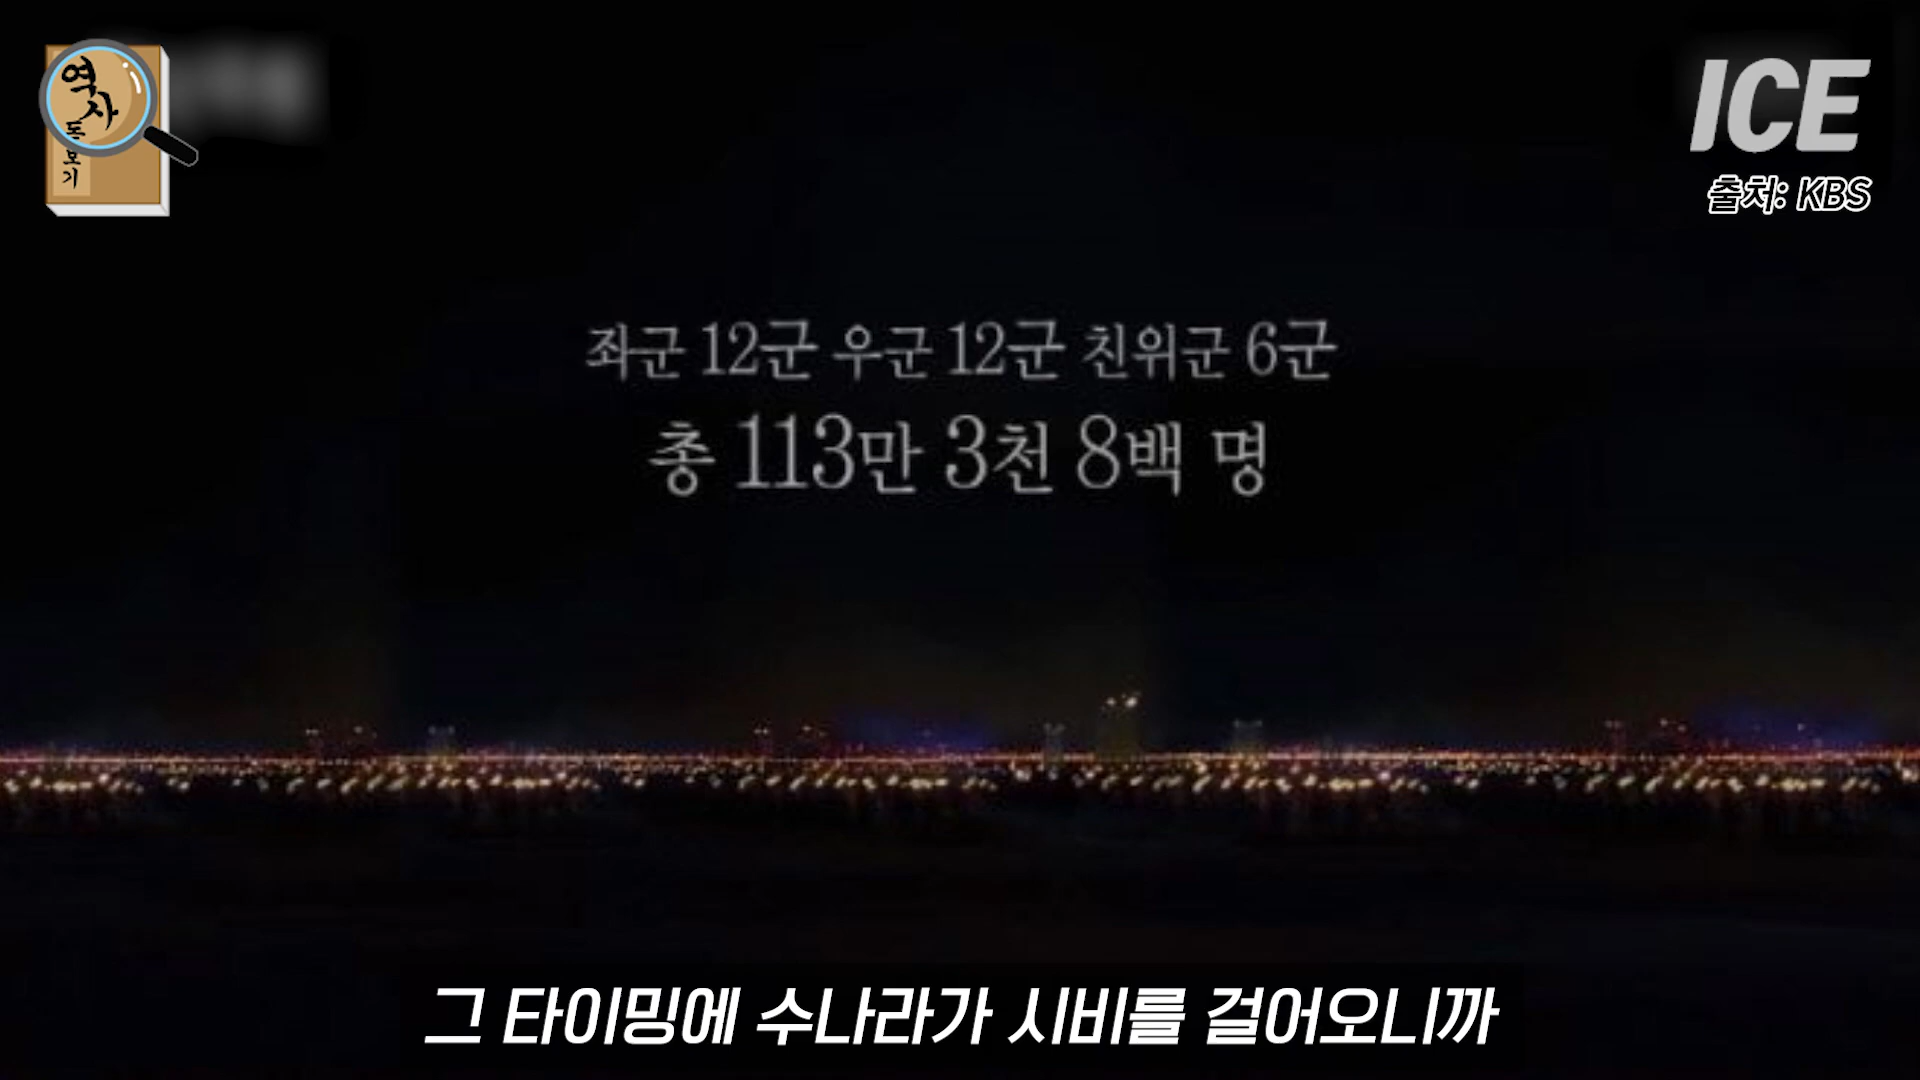 역사
돋보기
ICE
출처: KBS
좌군 12군 우군 12군 친위군 6군
총 113만 3천 8백 명
그 타이밍에 수나라가 시비를 걸어오니까